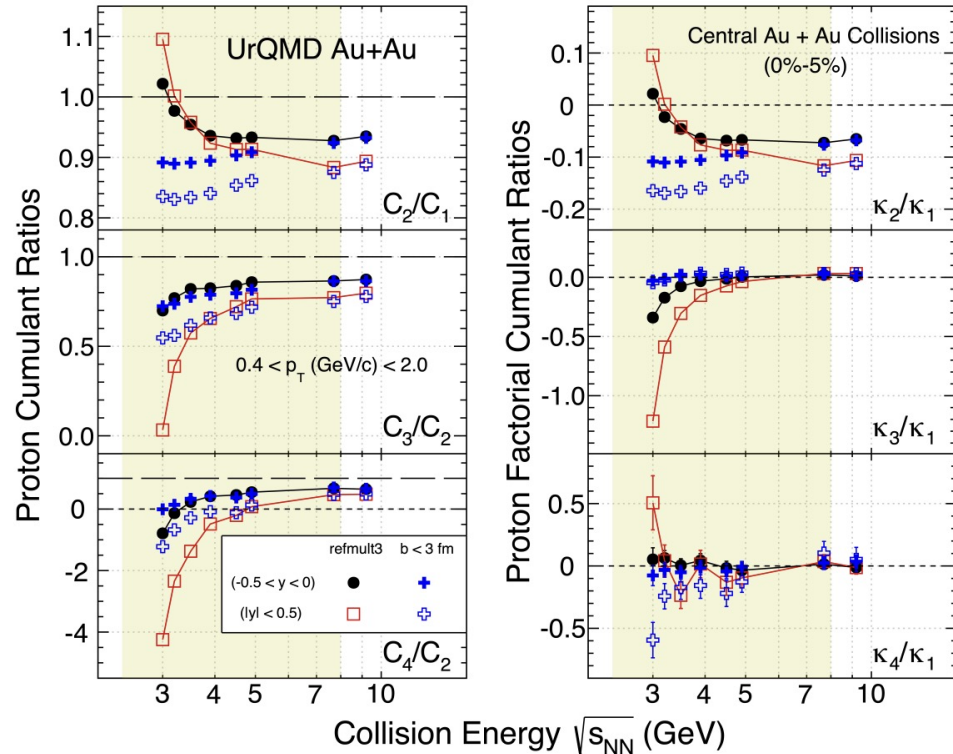 Proton Cumulant Ratios
UrQMD Au+Au
1.1
1.0
0.9
0.8
C₂/C₁
1.0
0.5
0.0
0.4 < p_T (GeV/c) < 2.0
C₃/C₂
0
-2
-4
refmult3 b < 3 fm
(-0.5 < y < 0)
(|y| < 0.5)
C₄/C₂
3 4 5 7 10
Proton Factorial Cumulant Ratios
Central Au + Au Collisions
(0%-5%)
0.1
0
-0.1
-0.2
κ₂/κ₁
0.0
-0.5
-1.0
κ₃/κ₁
0.5
0
-0.5
κ₄/κ₁
3 4 5 7 10
Collision Energy √s_NN (GeV)